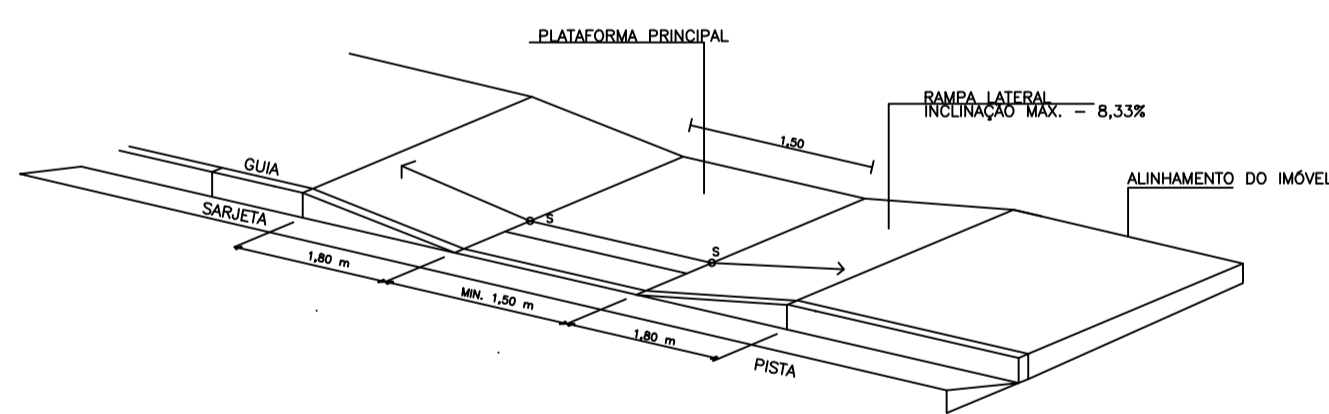 PLATAFORMA PRINCIPAL
RAMPA LATERAL
INCLINAÇÃO MÁX. - 8,33%
1,50
ALINHAMENTO DO IMÓVEL
GUIA
SARJETA
S
S
1,80 m
MIN. 1,50 m
1,80 m
PISTA